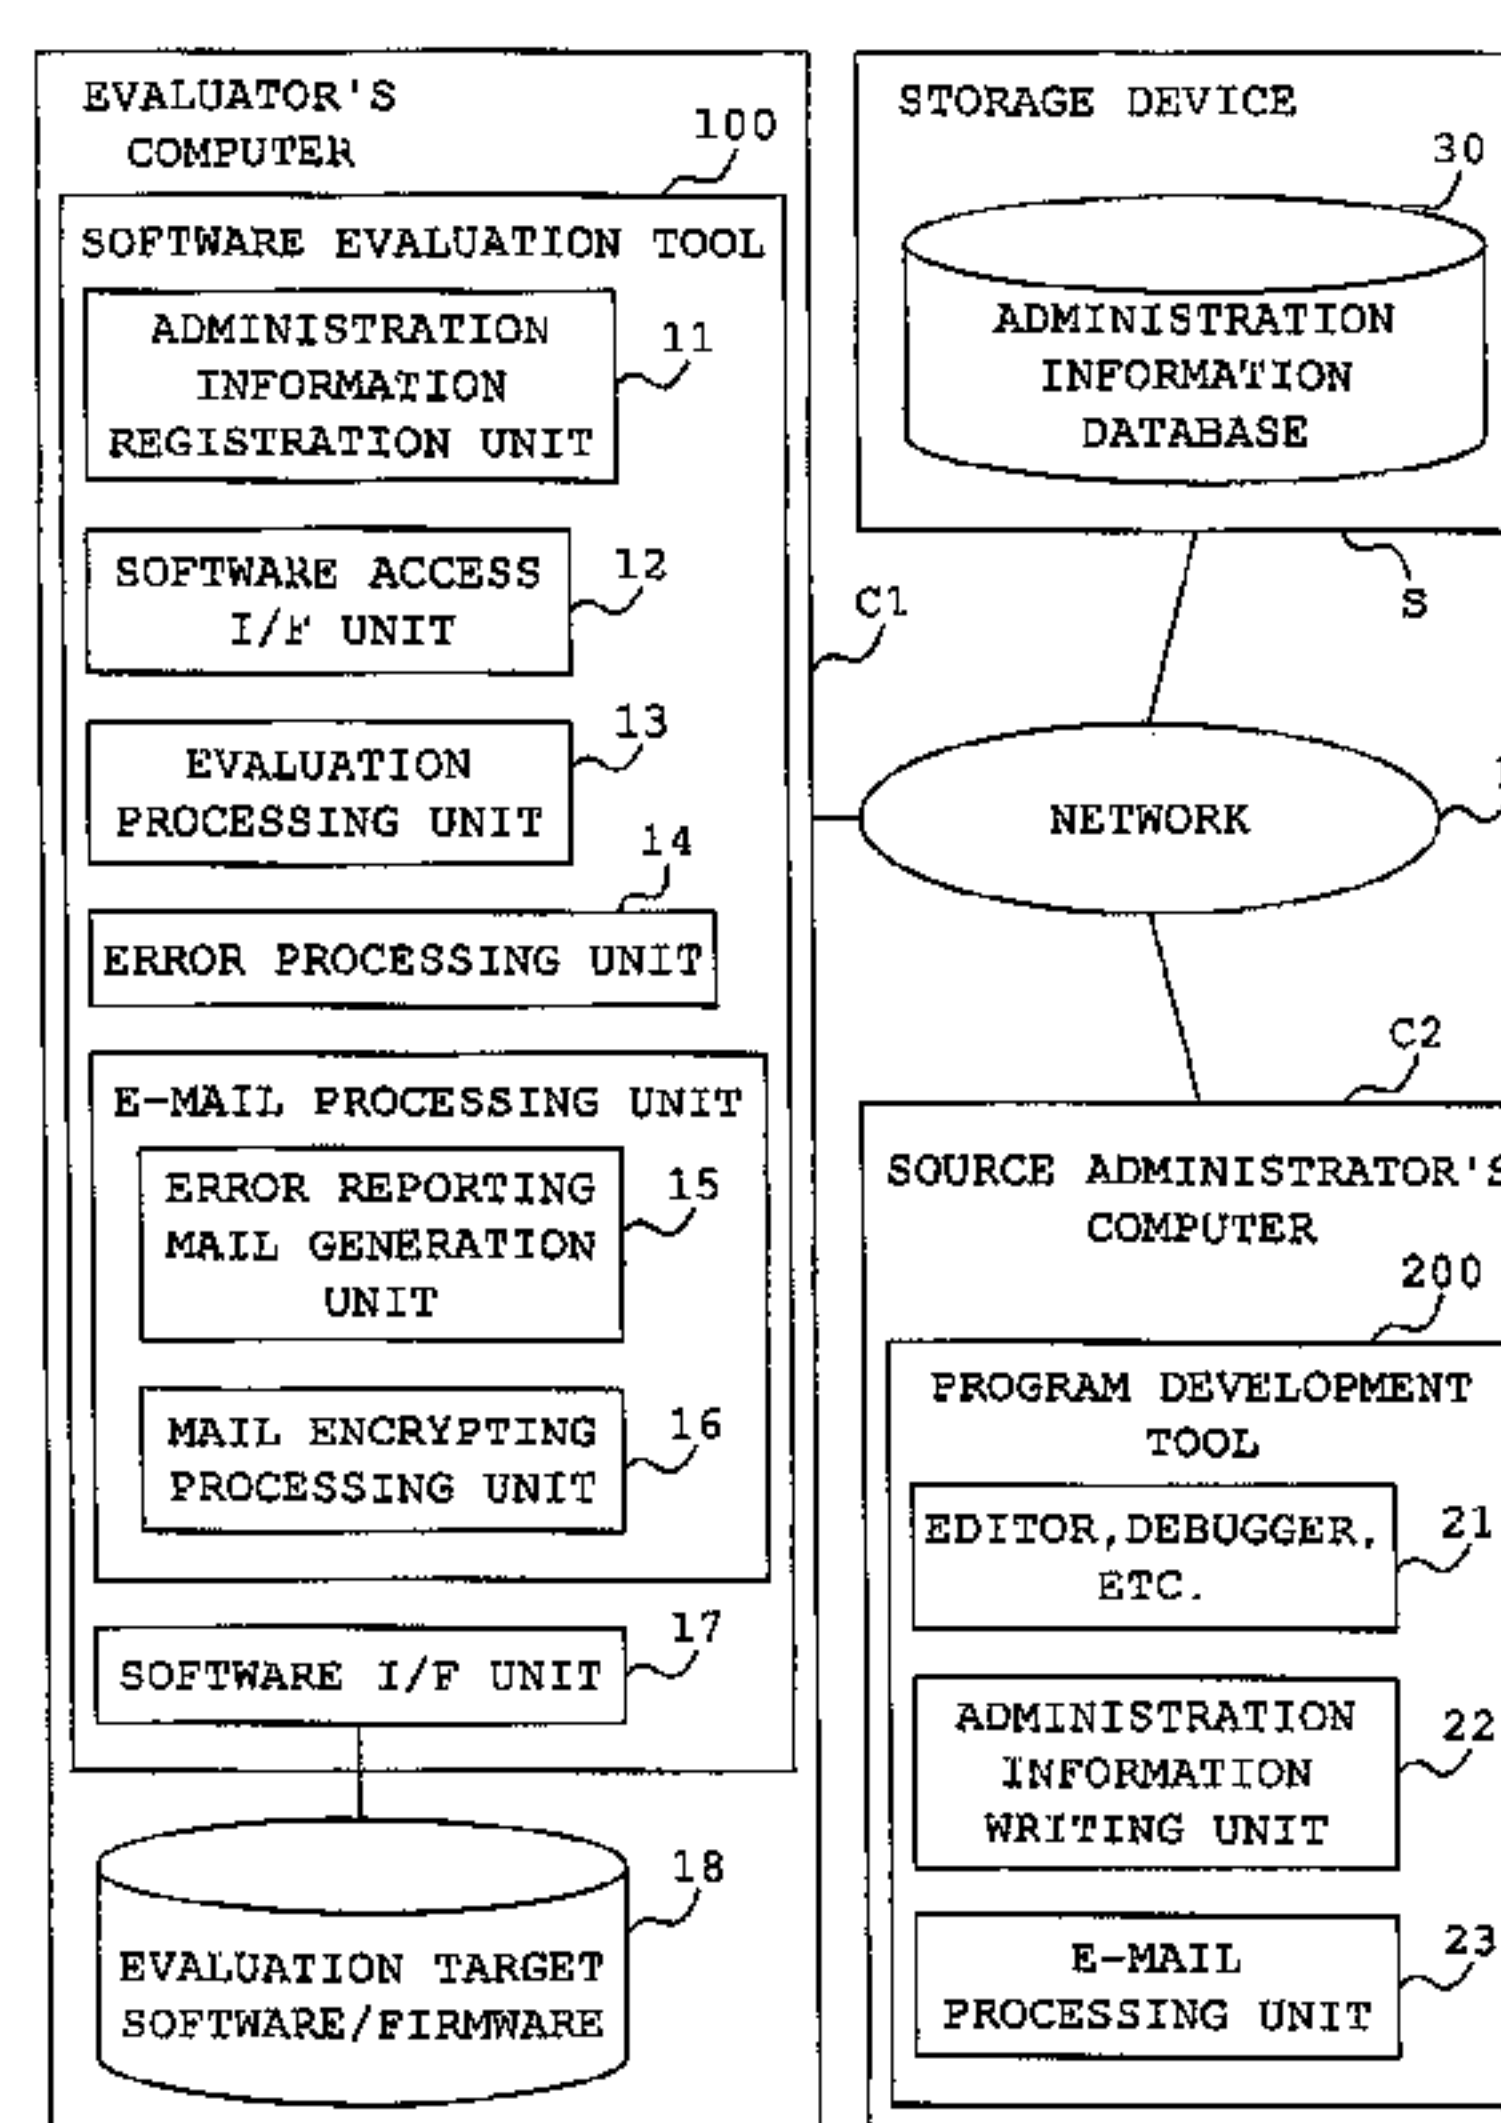 EVALUATOR'S
COMPUTER
100
SOFTWARE EVALUATION TOOL
ADMINISTRATION
INFORMATION
REGISTRATION UNIT
11
SOFTWARE ACCESS
I/F UNIT
12
EVALUATION
PROCESSING UNIT
13
14
ERROR PROCESSING UNIT
E-MAIL PROCESSING UNIT
ERROR REPORTING
MAIL GENERATION
UNIT
15
MAIL ENCRYPTING
PROCESSING UNIT
16
SOFTWARE I/F UNIT
17
18
EVALUATION TARGET
SOFTWARE/FIRMWARE
C1
STORAGE DEVICE
30
ADMINISTRATION
INFORMATION
DATABASE
S
NETWORK
C2
SOURCE ADMINISTRATOR'S
COMPUTER
200
PROGRAM DEVELOPMENT
TOOL
EDITOR,DEBUGGER,
ETC.
21
ADMINISTRATION
INFORMATION
WRITING UNIT
22
E-MAIL
PROCESSING UNIT
23